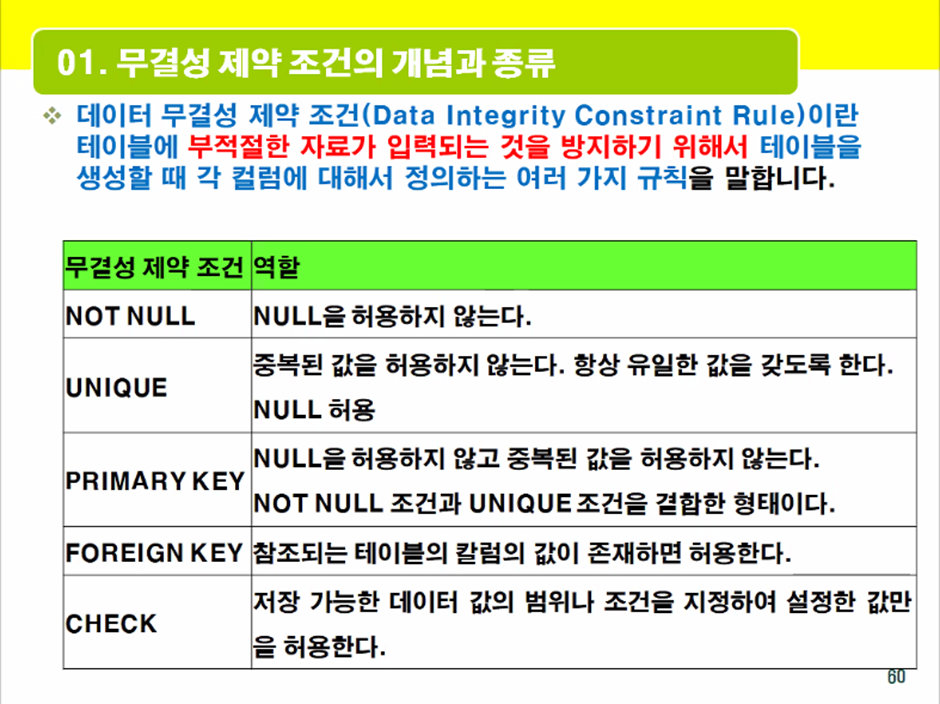 01. 무결성 제약 조건의 개념과 종류
데이터 무결성 제약 조건(Data Integrity Constraint Rule)이란
테이블에 부적절한 자료가 입력되는 것을 방지하기 위해서 테이블을
생성할 때 각 컬럼에 대해서 정의하는 여러 가지 규칙을 말합니다.
무결성 제약 조건 역할
NOT NULL NULL을 허용하지 않는다.
UNIQUE 중복된 값을 허용하지 않는다. 항상 유일한 값을 갖도록 한다.
NULL 허용
PRIMARY KEY NULL을 허용하지 않고 중복된 값을 허용하지 않는다.
NOT NULL 조건과 UNIQUE 조건을 결합한 형태이다.
FOREIGN KEY 참조되는 테이블의 칼럼의 값이 존재하면 허용한다.
CHECK 저장 가능한 데이터 값의 범위나 조건을 지정하여 설정한 값만
을 허용한다.
60